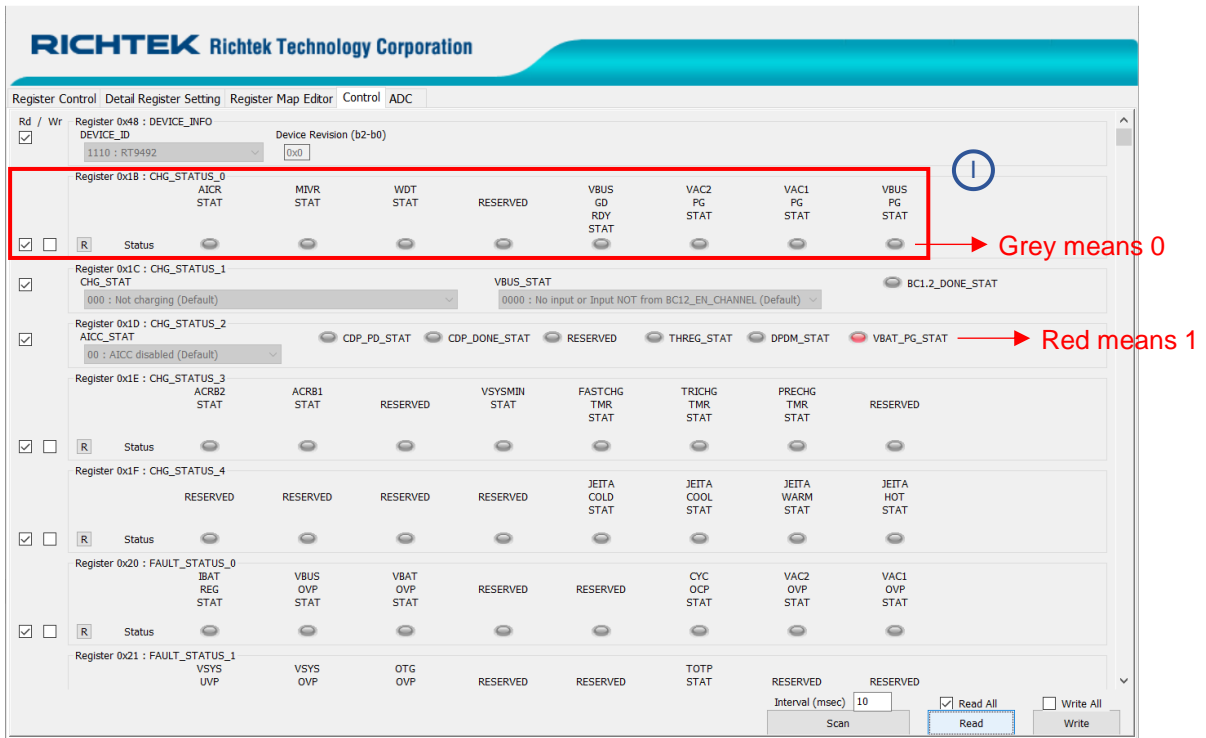 RICHTEK Richtek Technology Corporation
Register Control Detail Register Setting Register Map Editor Control ADC
Rd / Wr
Register 0x48 : DEVICE_INFO
DEVICE_ID Device Revision (b2-b0)
1110 : RT9492 0x0
Register 0x1B : CHG_STATUS_0
AICR STAT
MIVR STAT
WDT STAT
RESERVED
VBUS GD RDY STAT
VAC2 PG STAT
VAC1 PG STAT
VBUS PG STAT
I
R Status
Grey means 0
Register 0x1C : CHG_STATUS_1
CHG_STAT VBUS_STAT
000 : Not charging (Default) 0000 : No input or Input NOT from BC12_EN_CHANNEL (Default) BC1.2_DONE_STAT
Register 0x1D : CHG_STATUS_2
AICC_STAT
00 : AICC disabled (Default)
CDP_PD_STAT CDP_DONE_STAT RESERVED THREG_STAT DPDM_STAT VBAT_PG_STAT
Red means 1
Register 0x1E : CHG_STATUS_3
ACRB2 STAT
ACRB1 STAT
RESERVED
VSYSMIN STAT
FASTCHG TMR STAT
TRICHG TMR STAT
PRECHG TMR STAT
RESERVED
R Status
Register 0x1F : CHG_STATUS_4
RESERVED
RESERVED
RESERVED
RESERVED
JEITA COLD STAT
JEITA COOL STAT
JEITA WARM STAT
JEITA HOT STAT
R Status
Register 0x20 : FAULT_STATUS_0
IBAT REG STAT
VBUS OVP STAT
VBAT OVP STAT
RESERVED
RESERVED
CYC OCP STAT
VAC2 OVP STAT
VAC1 OVP STAT
R Status
Register 0x21 : FAULT_STATUS_1
VSYS UVP
VSYS OVP
OTG OVP
RESERVED
RESERVED
TOTP STAT
RESERVED
RESERVED
Interval (msec) 10 Read All Write All
Scan Read Write